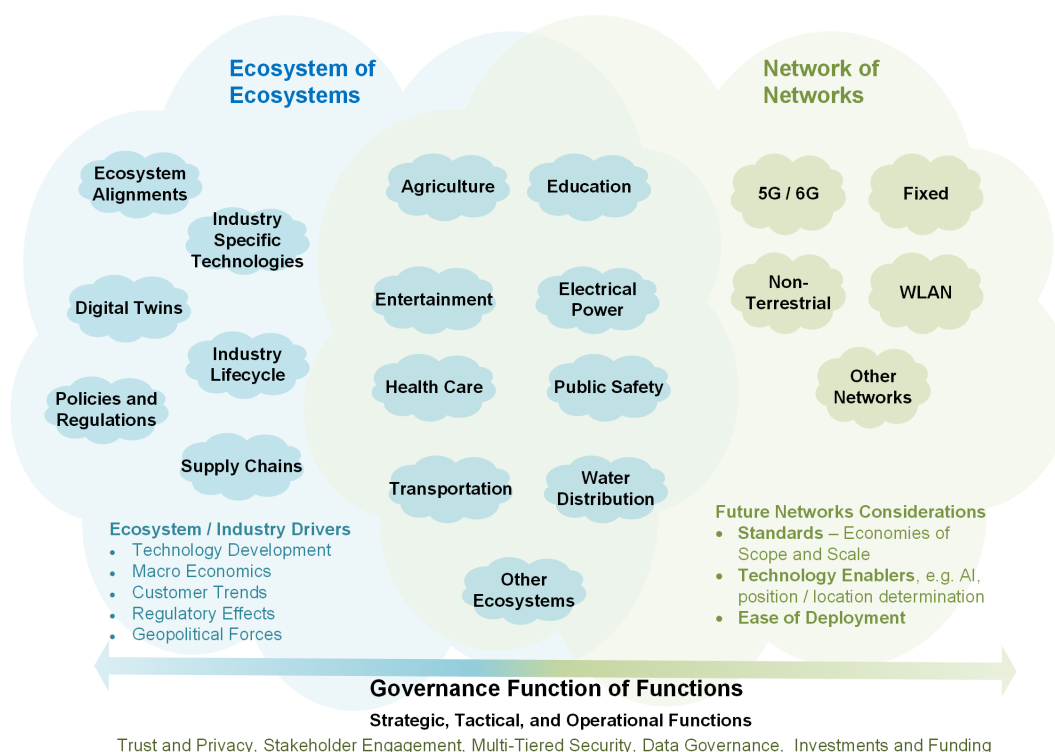 Ecosystem of
Ecosystems
Network of
Networks
Ecosystem
Alignments
Industry
Specific
Technologies
Digital Twins
Industry
Lifecycle
Policies and
Regulations
Supply Chains
Agriculture
Education
Entertainment
Electrical
Power
Health Care
Public Safety
Transportation
Water
Distribution
Other
Ecosystems
5G / 6G
Fixed
Non-
Terrestrial
WLAN
Other
Networks
Ecosystem / Industry Drivers
• Technology Development
• Macro Economics
• Customer Trends
• Regulatory Effects
• Geopolitical Forces
Future Networks Considerations
• Standards – Economies of
Scope and Scale
• Technology Enablers, e.g. AI,
position / location determination
• Ease of Deployment
Governance Function of Functions
Strategic, Tactical, and Operational Functions
Trust and Privacy, Stakeholder Engagement, Multi-Tiered Security, Data Governance, Investments and Funding